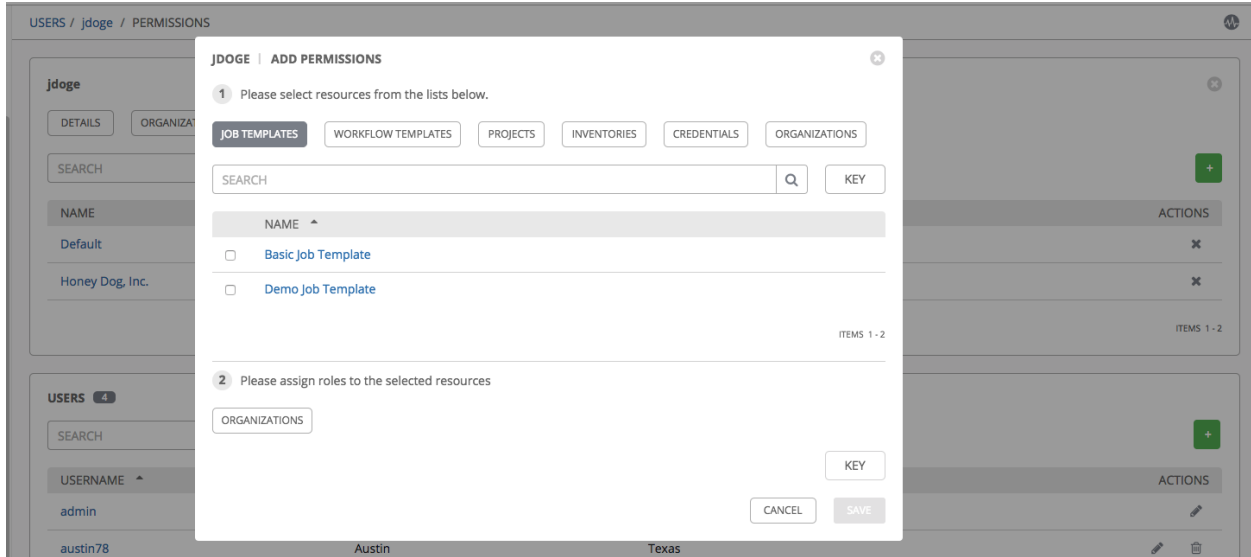 USERS / jdoge / PERMISSIONS
jdoge
DETAILS ORGANIZAT
SEARCH +
NAME ACTIONS
Default
Honey Dog, Inc.
ITEMS 1 - 2
JDOGE | ADD PERMISSIONS
1 Please select resources from the lists below.
JOB TEMPLATES WORKFLOW TEMPLATES PROJECTS INVENTORIES CREDENTIALS ORGANIZATIONS
SEARCH KEY
NAME
Basic Job Template
Demo Job Template
ITEMS 1 - 2
2 Please assign roles to the selected resources
ORGANIZATIONS
KEY
CANCEL SAVE
USERS 4
SEARCH +
USERNAME ACTIONS
admin
austin78 Austin Texas